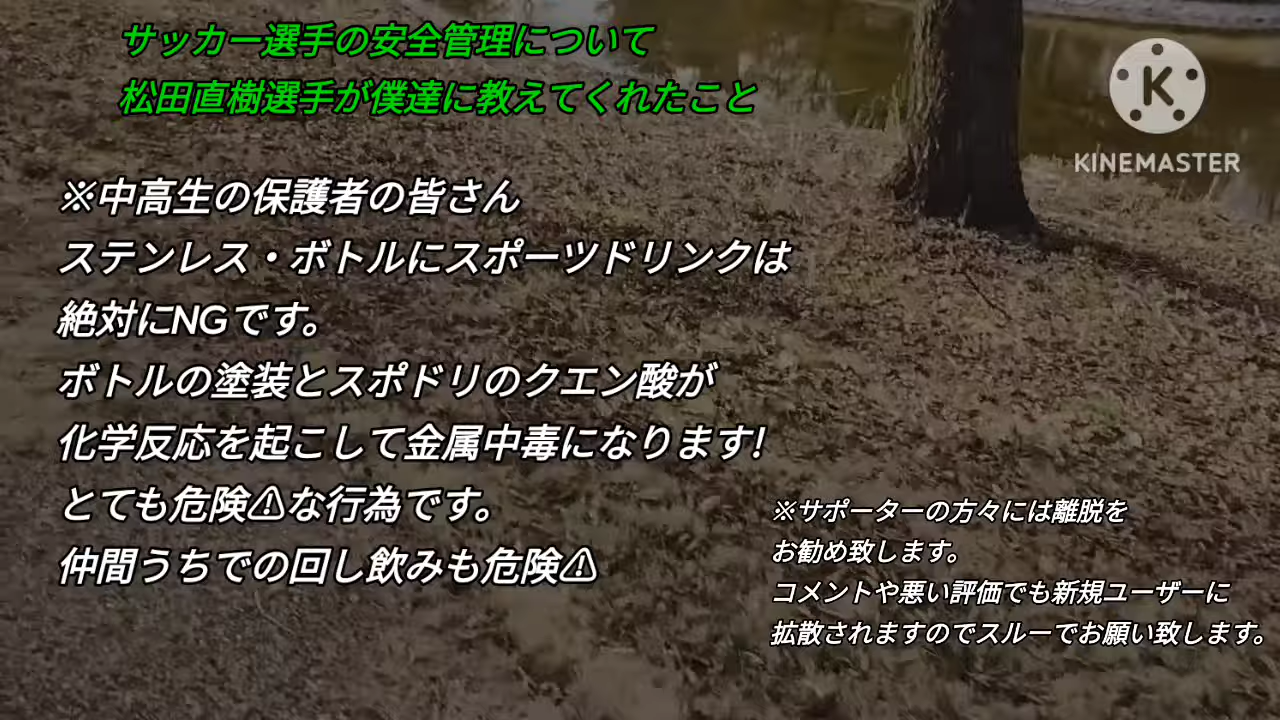 サッカー選手の安全管理について
松田直樹選手が僕達に教えてくれたこと
KINEMASTER
※中高生の保護者の皆さん
ステンレス・ボトルにスポーツドリンクは
絶対にNGです。
ボトルの塗装とスポドリのクエン酸が
化学反応を起こして金属中毒になります!
とても危険⚠な行為です。
仲間うちでの回し飲みも危険⚠
※サポーターの方々には離脱を
お勧め致します。
コメントや悪い評価でも新規ユーザーに
拡散されますのでスルーでお願い致します。